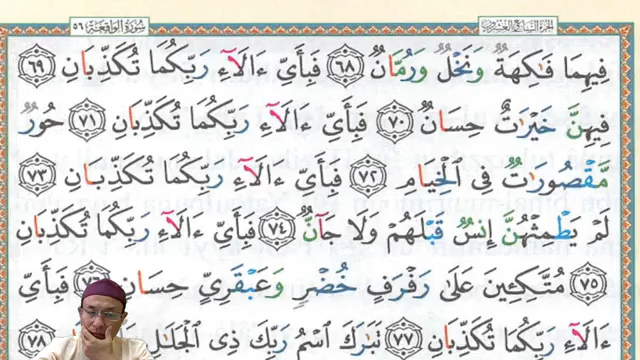 الجزء السابع والعشرون سورة الواقعة ٥٦
فِيهِمَا فَـٰكِهَةٌ وَنَخْلٌ وَرُمَّانٌ ٦٨ فَبِأَىِّ ءَالَآءِ رَبِّكُمَا تُكَذِّبَانِ ٦٩
فِيهِنَّ خَيْرَٰتٌ حِسَانٌ ٧٠ فَبِأَىِّ ءَالَآءِ رَبِّكُمَا تُكَذِّبَانِ ٧١ حُورٌ
مَّقْصُورَٰتٌ فِى ٱلْخِيَامِ ٧٢ فَبِأَىِّ ءَالَآءِ رَبِّكُمَا تُكَذِّبَانِ ٧٣
لَمْ يَطْمِثْهُنَّ إِنسٌ قَبْلَهُمْ وَلَا جَآنٌّ ٧٤ فَبِأَىِّ ءَالَآءِ رَبِّكُمَا تُكَذِّبَانِ
٧٥ مُتَّكِـِٔينَ عَلَىٰ رَفْرَفٍ خُضْرٍ وَعَبْقَرِىٍّ حِسَانٍ ٧٦ فَبِأَىِّ
ءَالَآءِ رَبِّكُمَا تُكَذِّبَانِ ٧٧ تَبَـٰرَكَ ٱسْمُ رَبِّكَ ذِى ٱلْجَلَـٰلِ ٧٨